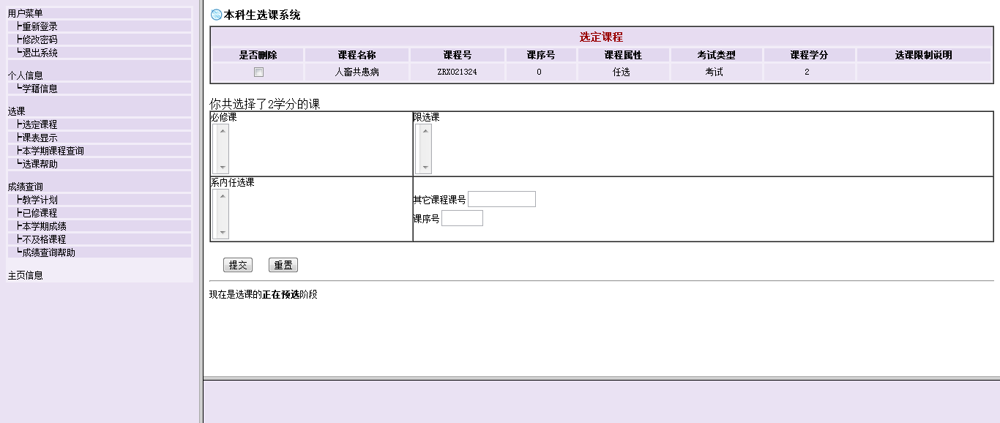 用户菜单
┝重新登录
┝修改密码
┕退出系统
个人信息
┕学籍信息
选课
┝选定课程
┝课表显示
┝本学期课程查询
┕选课帮助
成绩查询
┝教学计划
┝已修课程
┝本学期成绩
┝不及格课程
┕成绩查询帮助
主页信息
本科生选课系统
选定课程
是否删除 课程名称 课程号 课序号 课程属性 考试类型 课程学分 选课限制说明
人畜共患病 ZRX021324 0 任选 考试 2
你共选择了2学分的课
必修课 限选课
系内任选课
其它课程课号
课序号
提交 重置
现在是选课的正在预选阶段